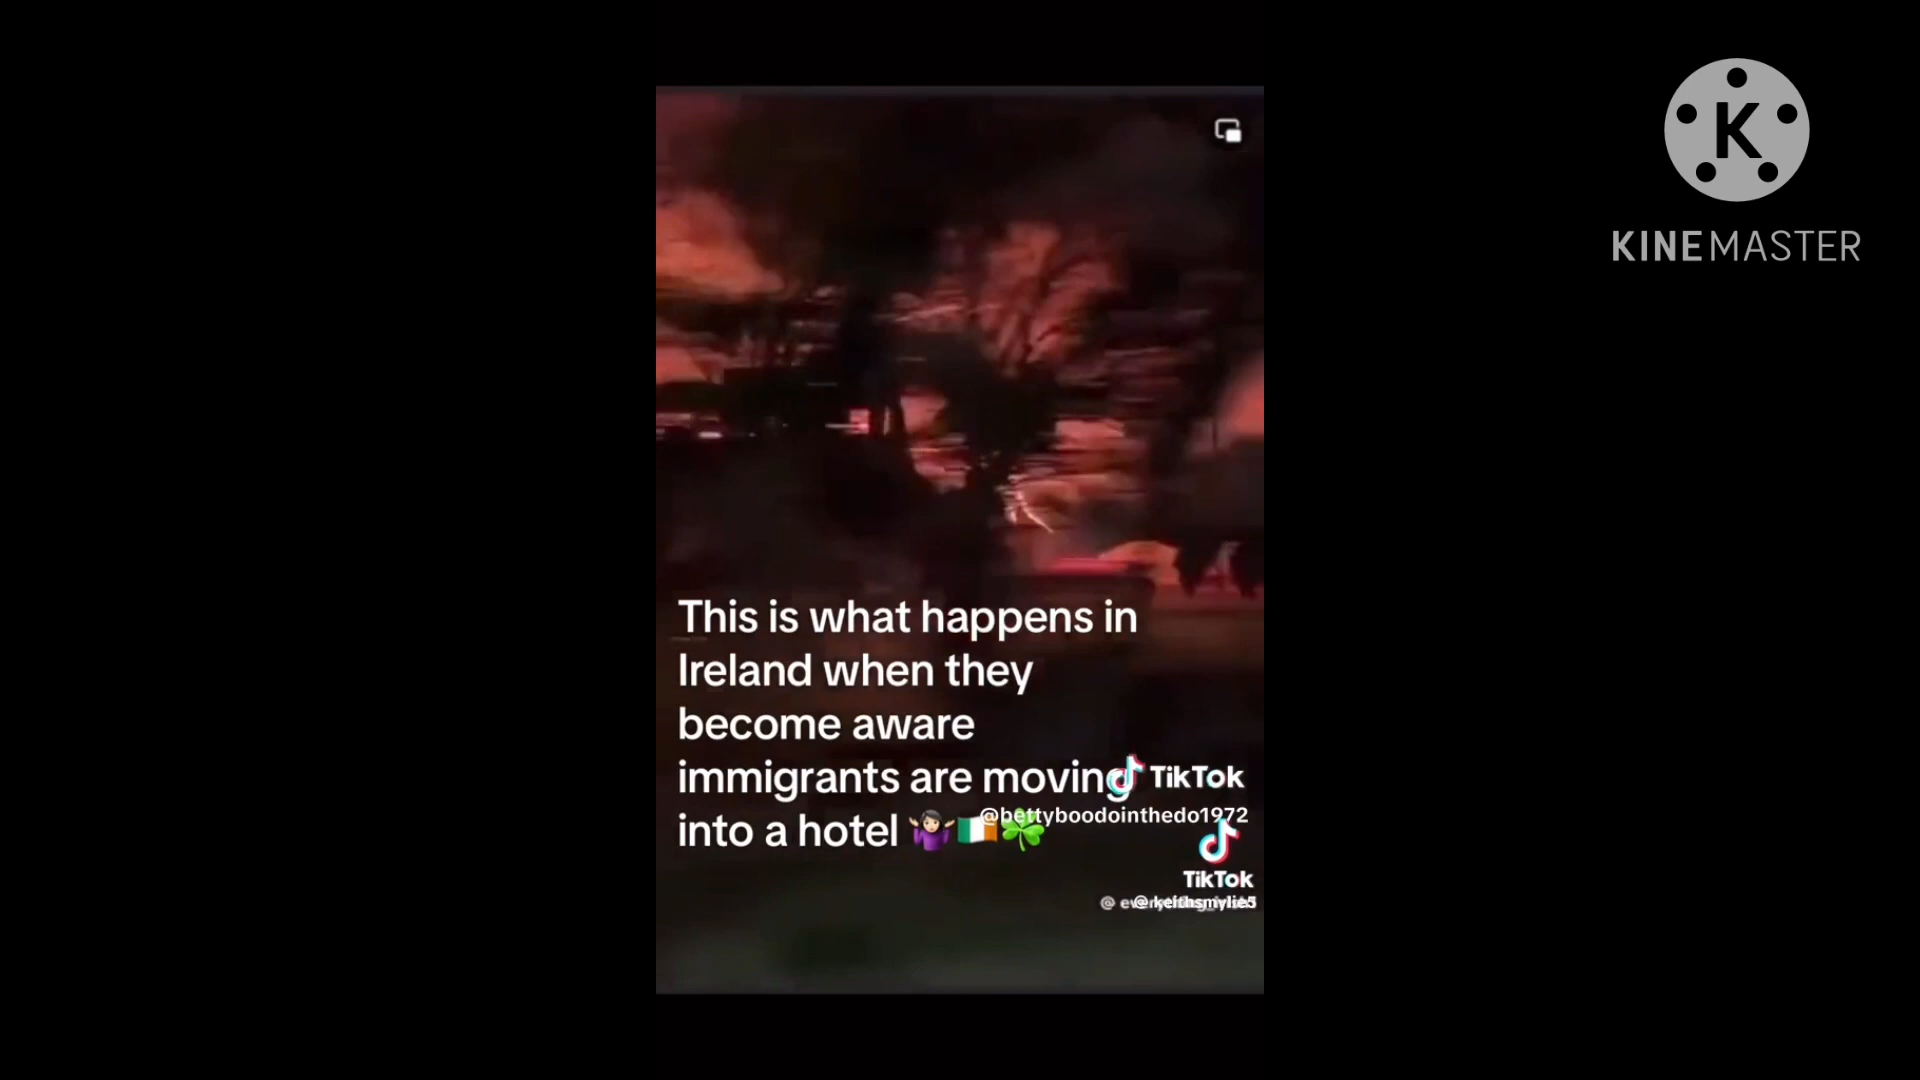 K
KINEMASTER
This is what happens in
Ireland when they
become aware
immigrants are moving
into a hotel 🤷🏻‍♀️🇮🇪☘️
TikTok
@bettyboodointhedo1972
TikTok
@keithsmylie5